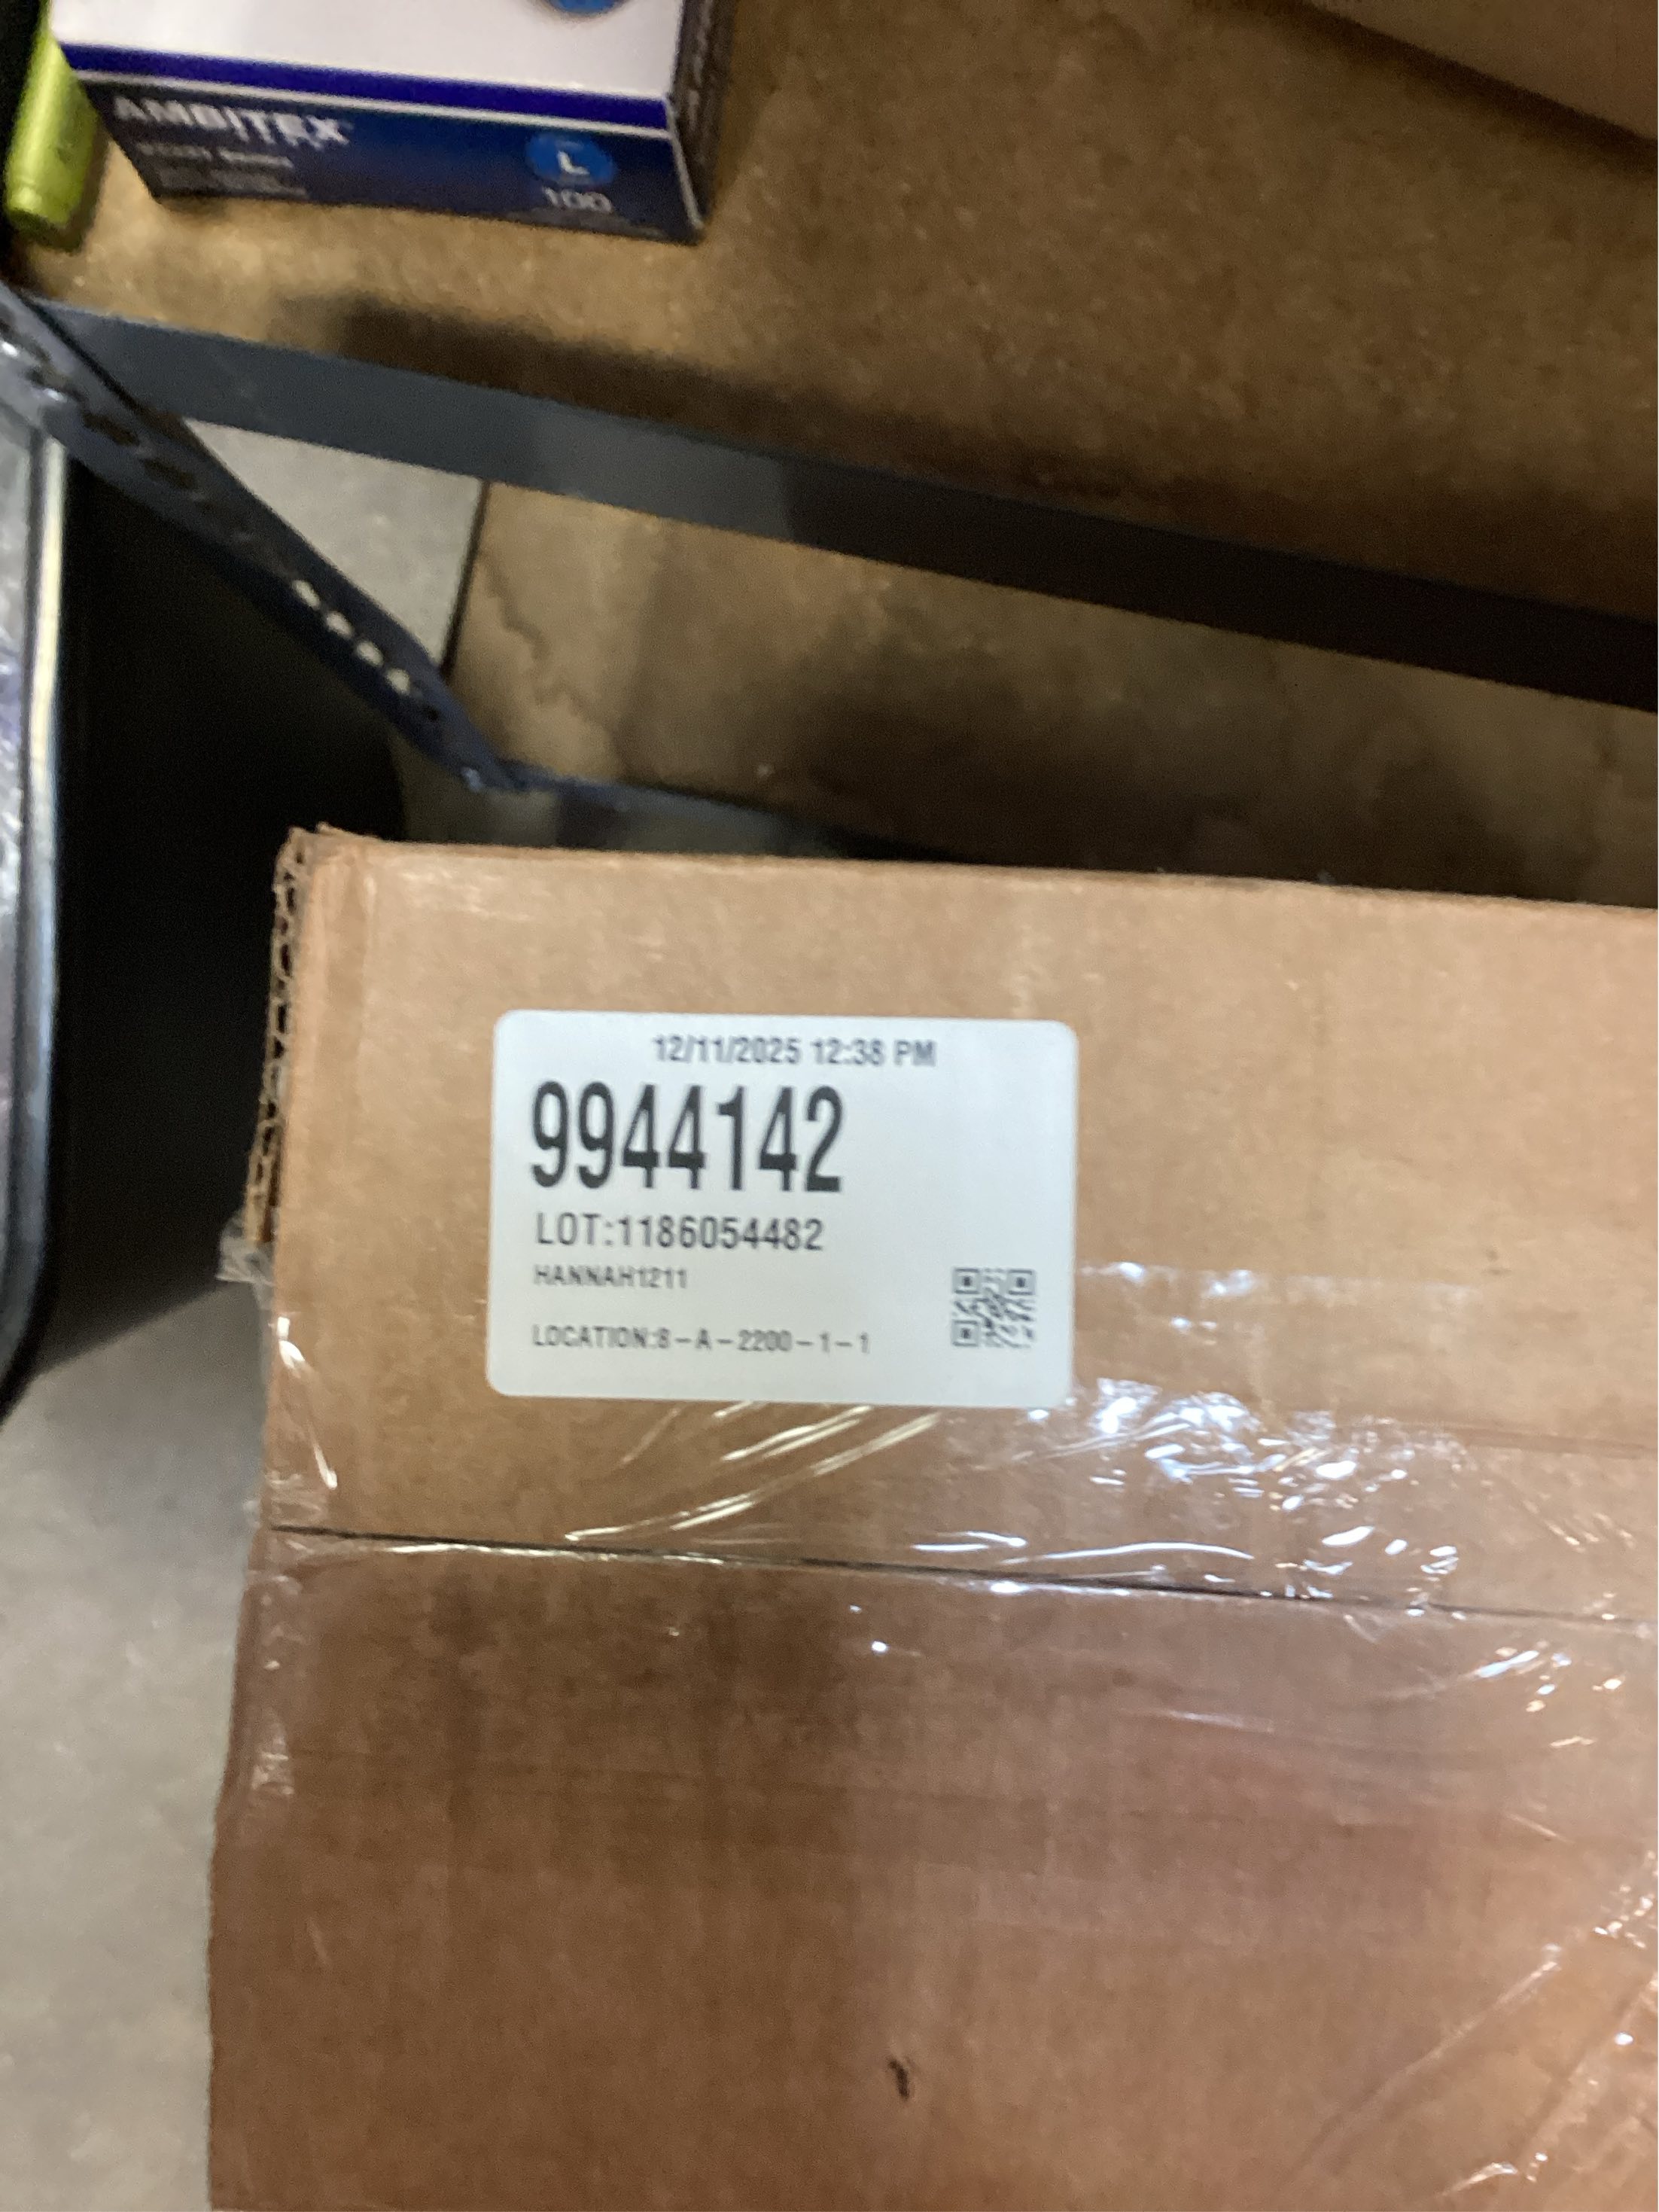 AMBITEX
L
100
12/11/2025 12:38 PM
9944142
LOT:1186054482
HANNAH1211
LOCATION:8-A-2200-1-1